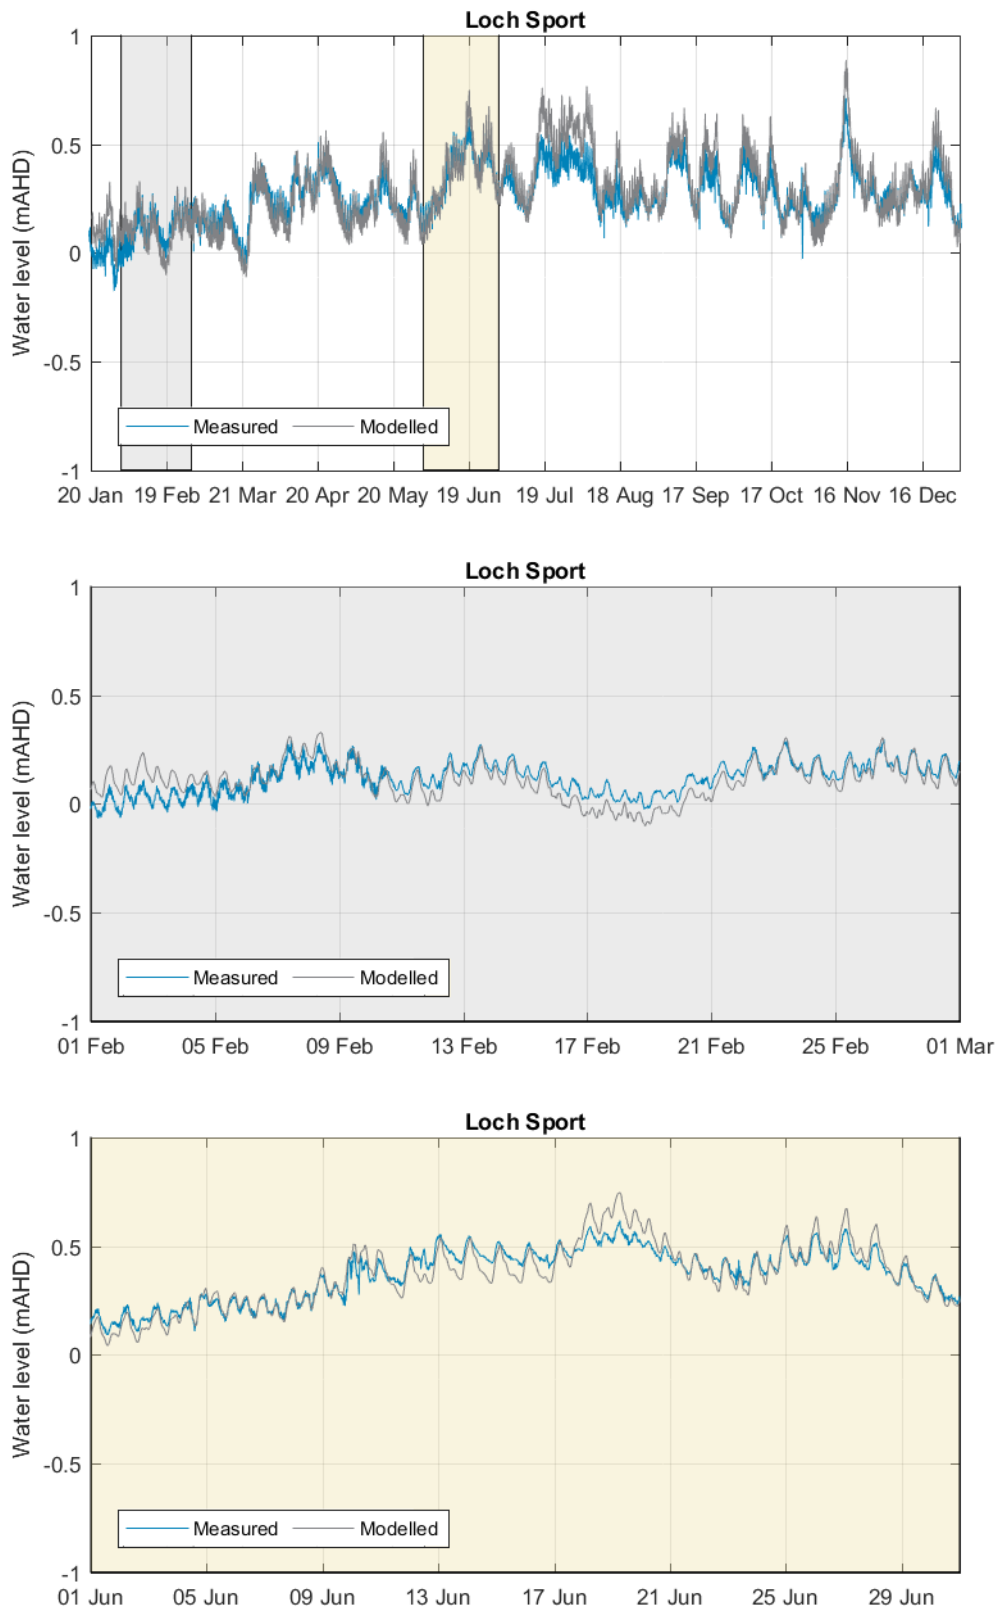 Loch Sport
1
0.5
0
-0.5
-1
Water level (mAHD)
Measured Modelled
20 Jan 19 Feb 21 Mar 20 Apr 20 May 19 Jun 19 Jul 18 Aug 17 Sep 17 Oct 16 Nov 16 Dec
Loch Sport
1
0.5
0
-0.5
-1
Water level (mAHD)
Measured Modelled
01 Feb 05 Feb 09 Feb 13 Feb 17 Feb 21 Feb 25 Feb 01 Mar
Loch Sport
1
0.5
0
-0.5
-1
Water level (mAHD)
Measured Modelled
01 Jun 05 Jun 09 Jun 13 Jun 17 Jun 21 Jun 25 Jun 29 Jun